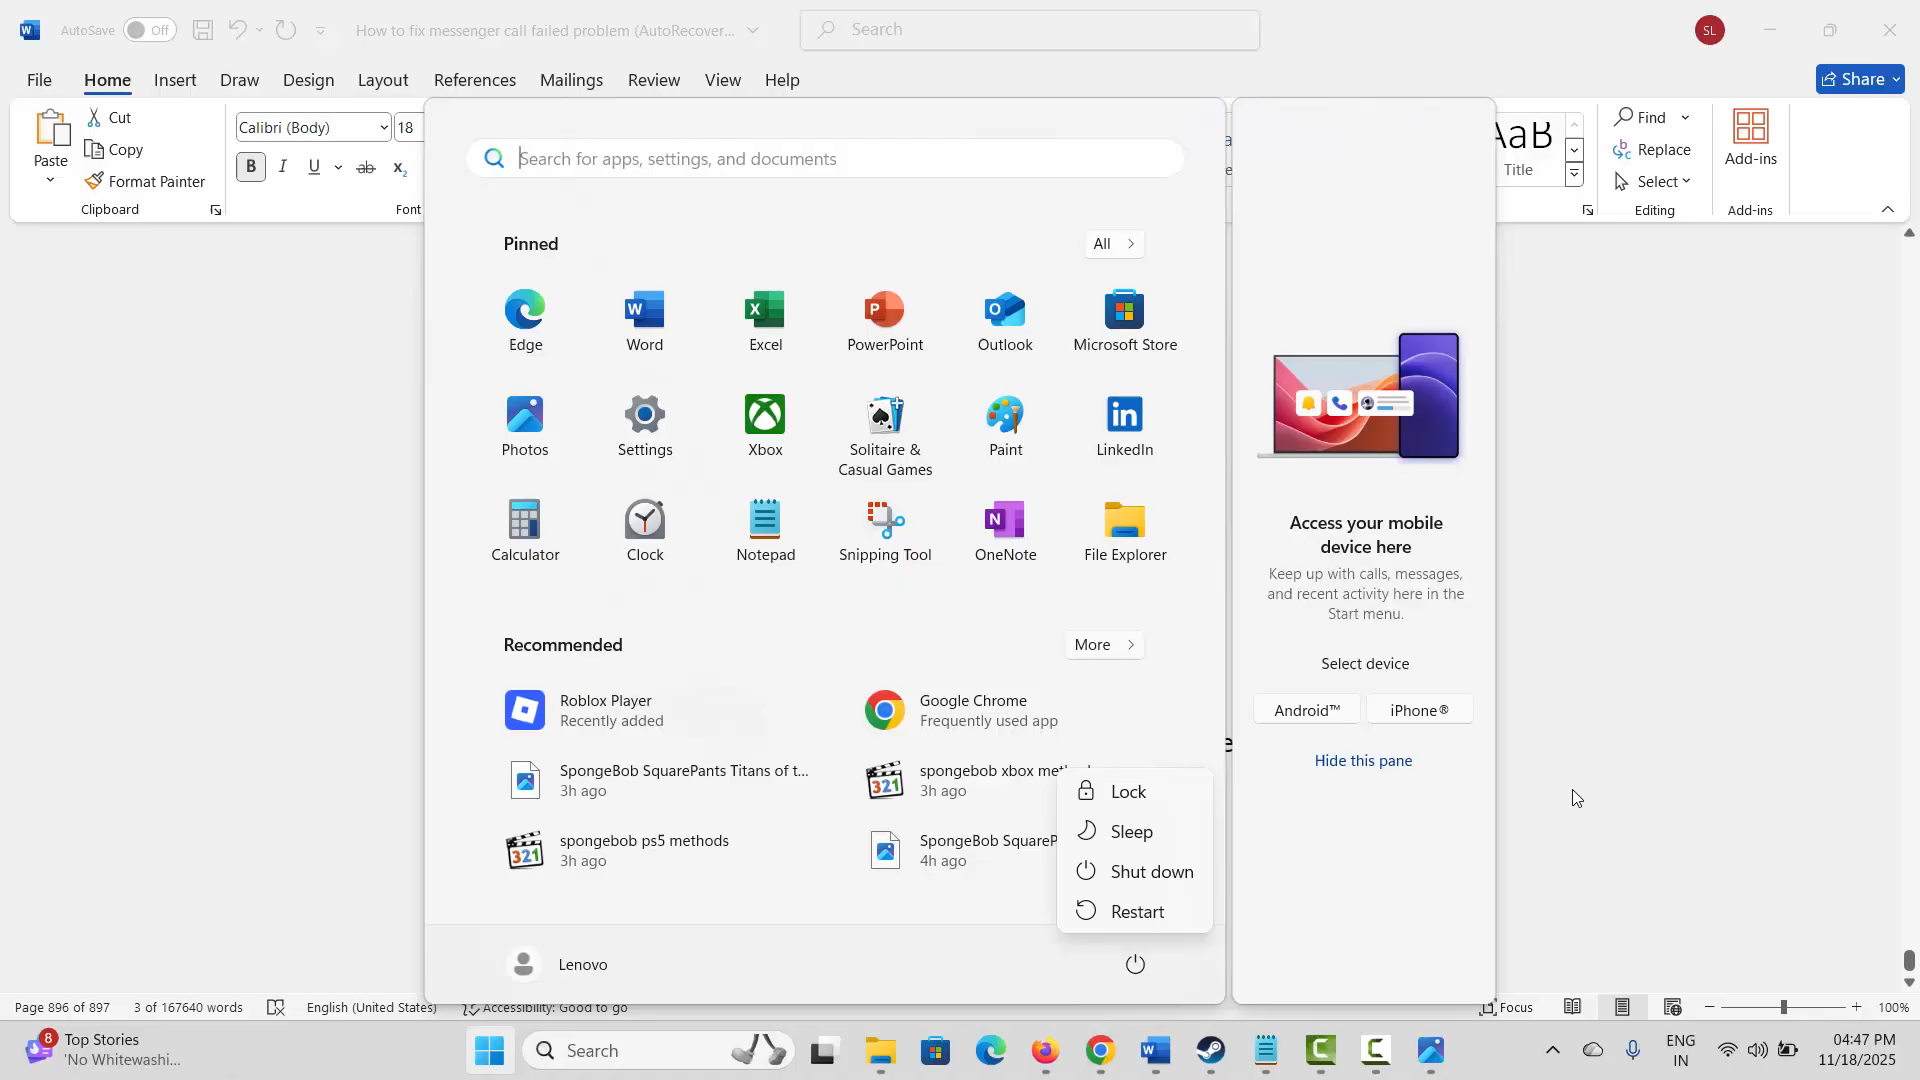 AutoSave Off
How to fix messenger call failed problem (AutoRecover...
Search
SL
File Home Insert Draw Design Layout References Mailings Review View Help
Share
Paste
Cut
Copy
Format Painter
Clipboard
Calibri (Body) 18
B I U ab x₂
Font
AaB
Title
Find
Replace
Select
Editing
Add-ins
Add-ins
Search for apps, settings, and documents
Pinned
All
Edge Word Excel PowerPoint Outlook Microsoft Store
Photos Settings Xbox Solitaire & Casual Games Paint LinkedIn
Calculator Clock Notepad Snipping Tool OneNote File Explorer
Recommended
More
Roblox Player
Recently added
Google Chrome
Frequently used app
SpongeBob SquarePants Titans of t...
3h ago
spongebob xbox
3h ago
spongebob ps5 methods
3h ago
SpongeBob SquareP
4h ago
Lock
Sleep
Shut down
Restart
Lenovo
Access your mobile
device here
Keep up with calls, messages,
and recent activity here in the
Start menu.
Select device
Android™ iPhone®
Hide this pane
Page 896 of 897 3 of 167640 words English (United States) Accessibility: Good to go
Focus
100%
8
Top Stories
'No Whitewashi...
Search
ENG
IN
04:47 PM
11/18/2025